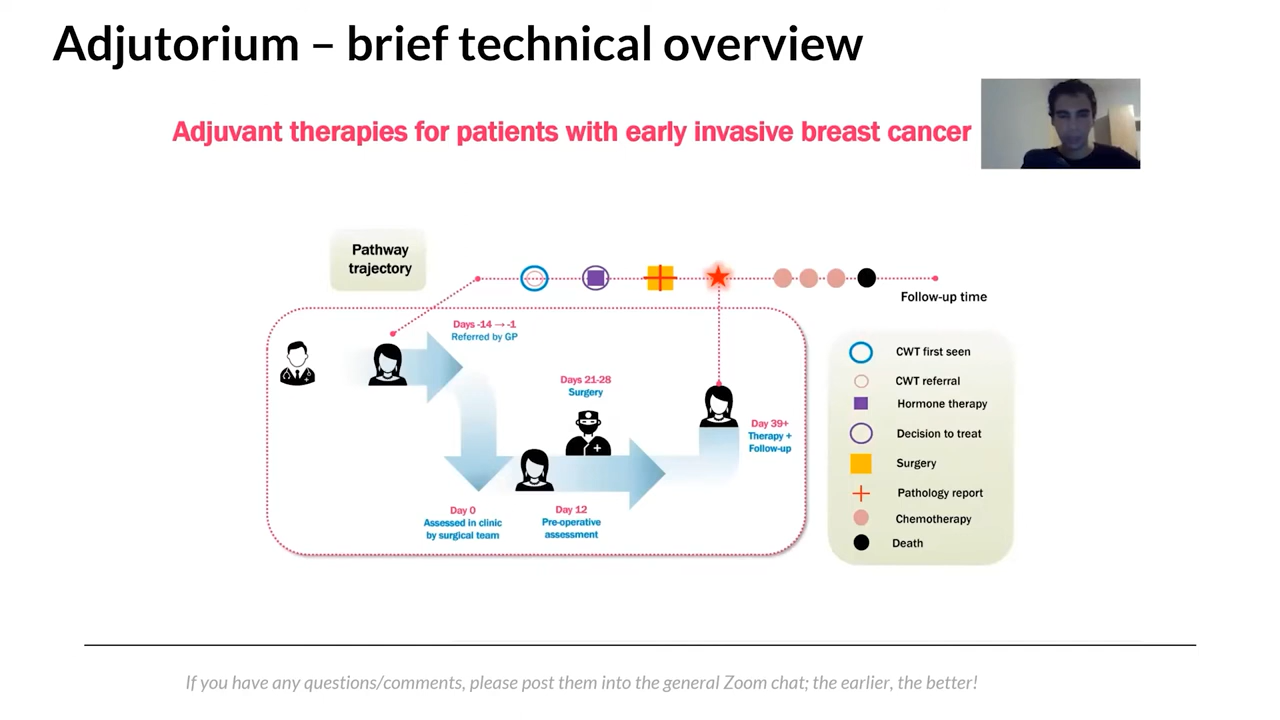 Adjutorium – brief technical overview
Adjuvant therapies for patients with early invasive breast cancer
Pathway
trajectory
Follow-up time
Days -14 → -1
Referred by GP
Days 21-28
Surgery
Day 39+
Therapy +
Follow-up
Day 0
Assessed in clinic
by surgical team
Day 12
Pre-operative
assessment
CWT first seen
CWT referral
Hormone therapy
Decision to treat
Surgery
Pathology report
Chemotherapy
Death
If you have any questions/comments, please post them into the general Zoom chat; the earlier, the better!